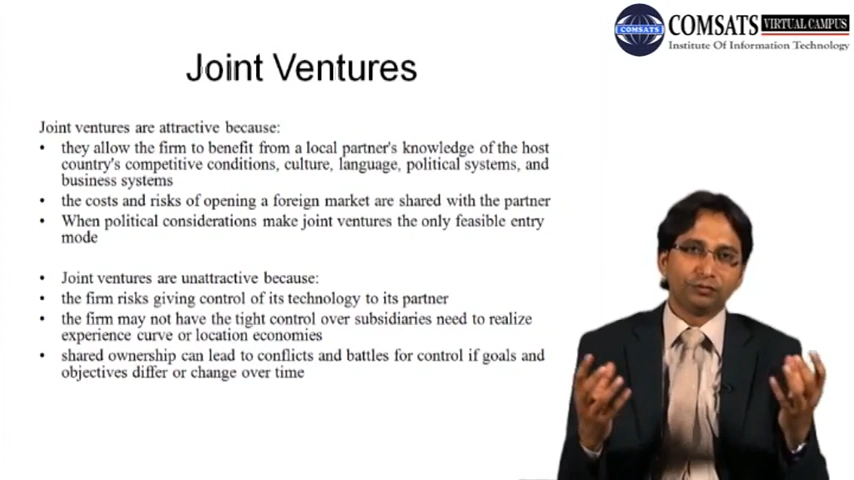 COMSATS VIRTUAL CAMPUS
COMSATS
Institute Of Information Technology
Joint Ventures
Joint ventures are attractive because:
• they allow the firm to benefit from a local partner's knowledge of the host
country's competitive conditions, culture, language, political systems, and
business systems
• the costs and risks of opening a foreign market are shared with the partner
• When political considerations make joint ventures the only feasible entry
mode
• Joint ventures are unattractive because:
• the firm risks giving control of its technology to its partner
• the firm may not have the tight control over subsidiaries need to realize
experience curve or location economies
• shared ownership can lead to conflicts and battles for control if goals and
objectives differ or change over time